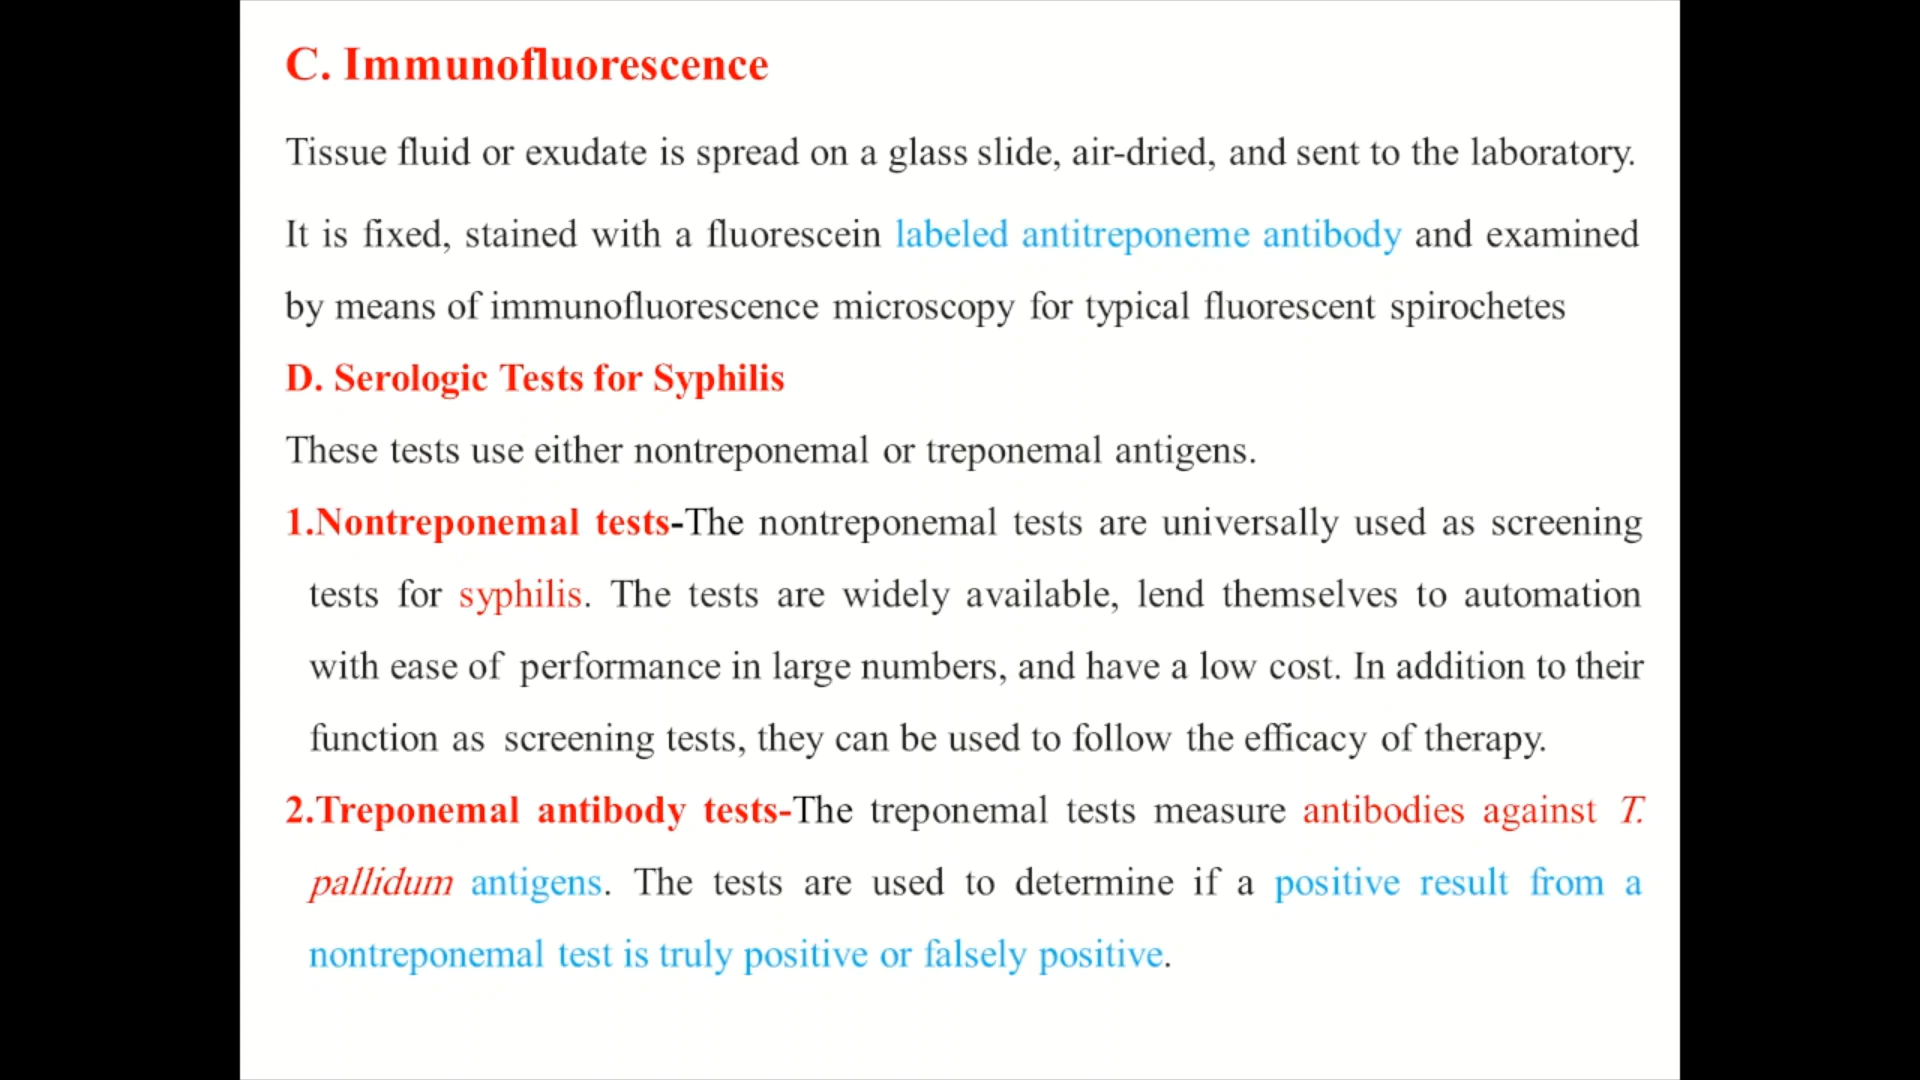 C. Immunofluorescence
Tissue fluid or exudate is spread on a glass slide, air-dried, and sent to the laboratory.
It is fixed, stained with a fluorescein labeled antitreponeme antibody and examined
by means of immunofluorescence microscopy for typical fluorescent spirochetes
D. Serologic Tests for Syphilis
These tests use either nontreponemal or treponemal antigens.
1.Nontreponemal tests-The nontreponemal tests are universally used as screening
tests for syphilis. The tests are widely available, lend themselves to automation
with ease of performance in large numbers, and have a low cost. In addition to their
function as screening tests, they can be used to follow the efficacy of therapy.
2.Treponemal antibody tests-The treponemal tests measure antibodies against T.
pallidum antigens. The tests are used to determine if a positive result from a
nontreponemal test is truly positive or falsely positive.